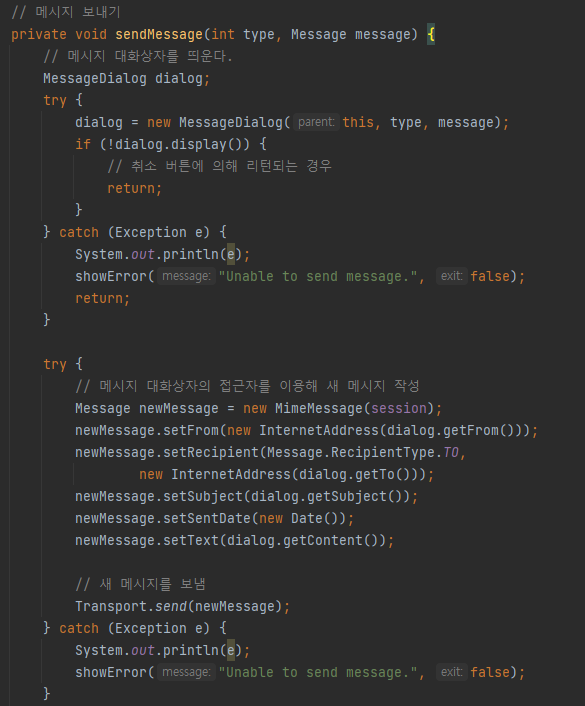 // 메시지 보내기
private void sendMessage(int type, Message message) {
// 메시지 대화상자를 띄운다.
MessageDialog dialog;
try {
dialog = new MessageDialog( parent: this, type, message);
if (!dialog.display()) {
// 취소 버튼에 의해 리턴되는 경우
return;
}
} catch (Exception e) {
System.out.println(e);
showError( message: "Unable to send message.", exit: false);
return;
}
try {
// 메시지 대화상자의 접근자를 이용해 새 메시지 작성
Message newMessage = new MimeMessage(session);
newMessage.setFrom(new InternetAddress(dialog.getFrom()));
newMessage.setRecipient(Message.RecipientType.TO,
new InternetAddress(dialog.getTo()));
newMessage.setSubject(dialog.getSubject());
newMessage.setSentDate(new Date());
newMessage.setText(dialog.getContent());
// 새 메시지를 보냄
Transport.send(newMessage);
} catch (Exception e) {
System.out.println(e);
showError( message: "Unable to send message.", exit: false);
}